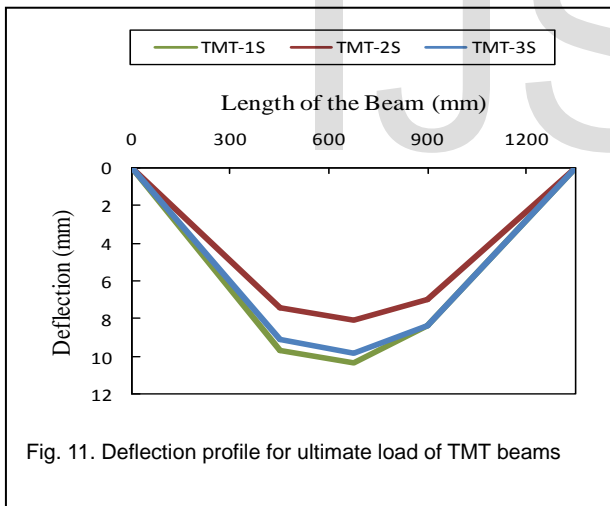 IJS
TMT-1S TMT-2S TMT-3S
Length of the Beam (mm)
0 300 600 900 1200
0
2
4
6
8
10
12
Deflection (mm)
Fig. 11. Deflection profile for ultimate load of TMT beams